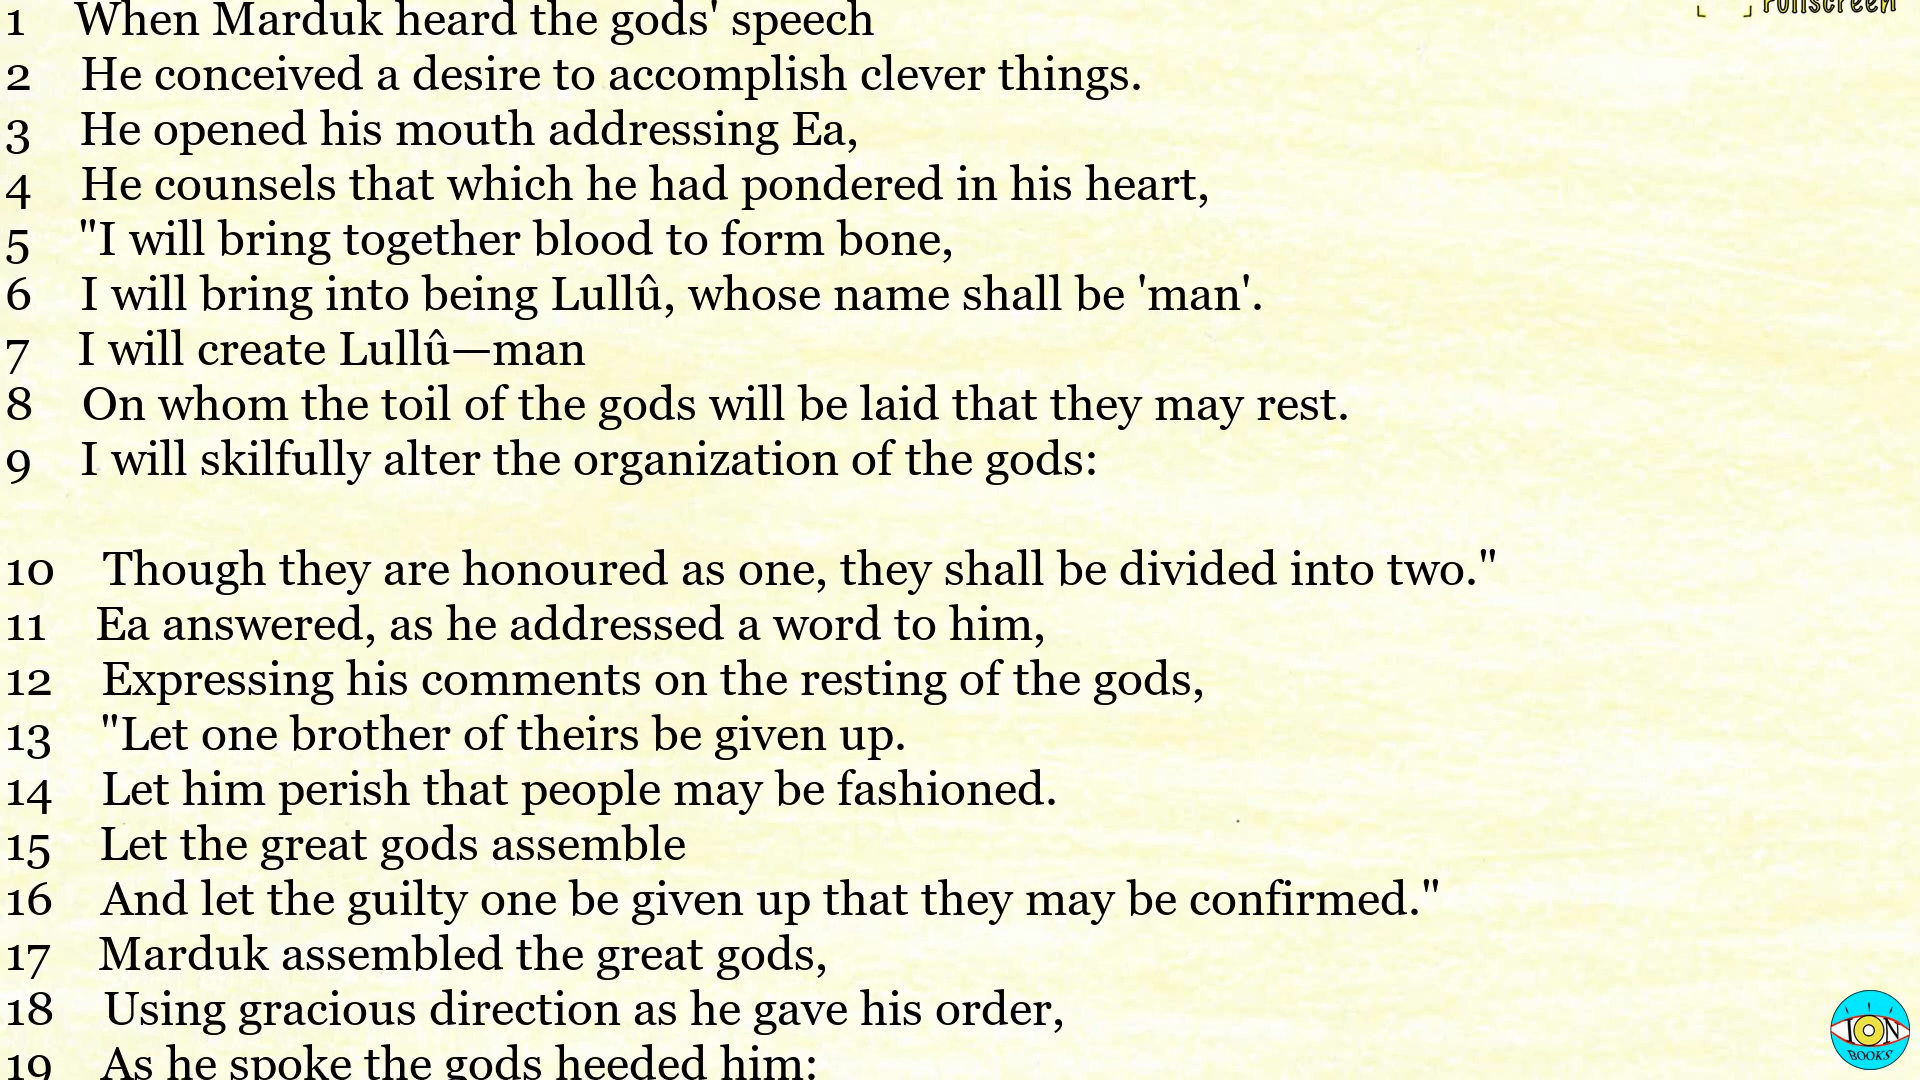 Fullscreen
1 When Marduk heard the gods' speech
2 He conceived a desire to accomplish clever things.
3 He opened his mouth addressing Ea,
4 He counsels that which he had pondered in his heart,
5 "I will bring together blood to form bone,
6 I will bring into being Lullû, whose name shall be 'man'.
7 I will create Lullû—man
8 On whom the toil of the gods will be laid that they may rest.
9 I will skilfully alter the organization of the gods:
10 Though they are honoured as one, they shall be divided into two."
11 Ea answered, as he addressed a word to him,
12 Expressing his comments on the resting of the gods,
13 "Let one brother of theirs be given up.
14 Let him perish that people may be fashioned.
15 Let the great gods assemble
16 And let the guilty one be given up that they may be confirmed."
17 Marduk assembled the great gods,
18 Using gracious direction as he gave his order,
19 As he spoke the gods heeded him:
ION
BOOKS